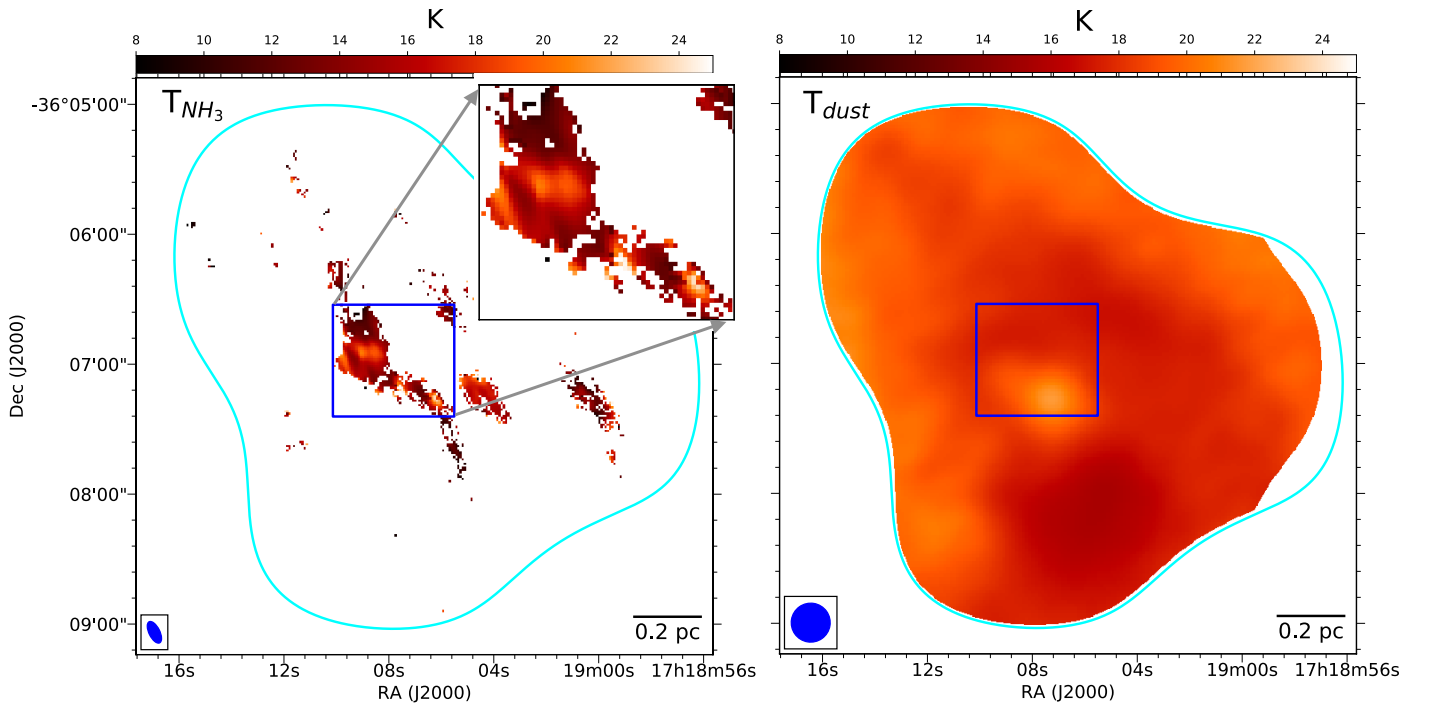 K
8 10 12 14 16 18 20 22 24
T_NH3
-36°05'00"
06'00"
07'00"
08'00"
09'00"
Dec (J2000)
0.2 pc
16s 12s 08s 04s 19m00s 17h18m56s
RA (J2000)
K
8 10 12 14 16 18 20 22 24
T_dust
0.2 pc
16s 12s 08s 04s 19m00s 17h18m56s
RA (J2000)